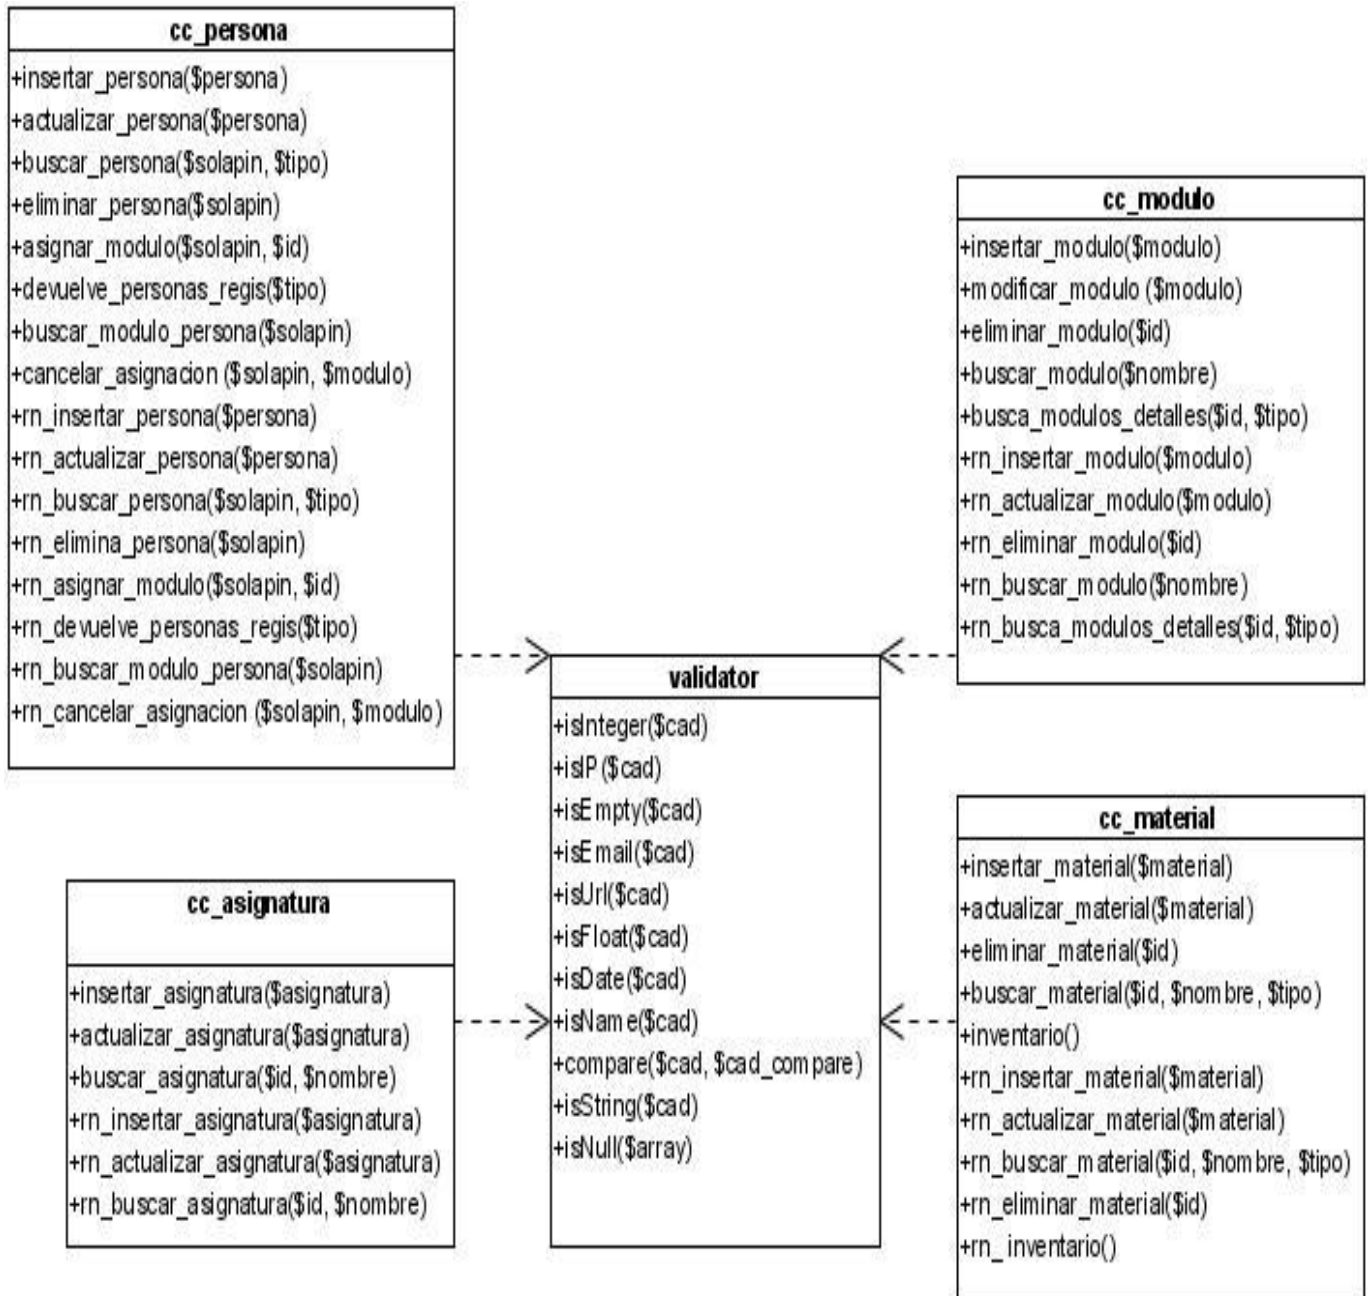 cc_persona
+insertar_persona($persona)
+actualizar_persona($persona)
+buscar_persona($solapin, $tipo)
+eliminar_persona($solapin)
+asignar_modulo($solapin, $id)
+devuelve_personas_regis($tipo)
+buscar_modulo_persona($solapin)
+cancelar_asignacion ($solapin, $modulo)
+rn_insertar_persona($persona)
+rn_actualizar_persona($persona)
+rn_buscar_persona($solapin, $tipo)
+rn_elimina_persona($solapin)
+rn_asignar_modulo($solapin, $id)
+rn_devuelve_personas_regis($tipo)
+rn_buscar_modulo_persona($solapin)
+rn_cancelar_asignacion ($solapin, $modulo)
cc_modulo
+insertar_modulo($modulo)
+modificar_modulo ($modulo)
+eliminar_modulo($id)
+buscar_modulo($nombre)
+busca_modulos_detalles($id, $tipo)
+rn_insertar_modulo($modulo)
+rn_actualizar_modulo($modulo)
+rn_eliminar_modulo($id)
+rn_buscar_modulo($nombre)
+rn_busca_modulos_detalles($id, $tipo)
validator
+isInteger($cad)
+isIP($cad)
+isEmpty($cad)
+isEmail($cad)
+isUrl($cad)
+isFloat($cad)
+isDate($cad)
+isName($cad)
+compare($cad, $cad_compare)
+isString($cad)
+isNull($array)
cc_asignatura
+insertar_asignatura($asignatura)
+actualizar_asignatura($asignatura)
+buscar_asignatura($id, $nombre)
+rn_insertar_asignatura($asignatura)
+rn_actualizar_asignatura($asignatura)
+rn_buscar_asignatura($id, $nombre)
cc_material
+insertar_material($material)
+actualizar_material($material)
+eliminar_material($id)
+buscar_material($id, $nombre, $tipo)
+inventario()
+rn_insertar_material($material)
+rn_actualizar_material($material)
+rn_buscar_material($id, $nombre, $tipo)
+rn_eliminar_material($id)
+rn_ inventario()